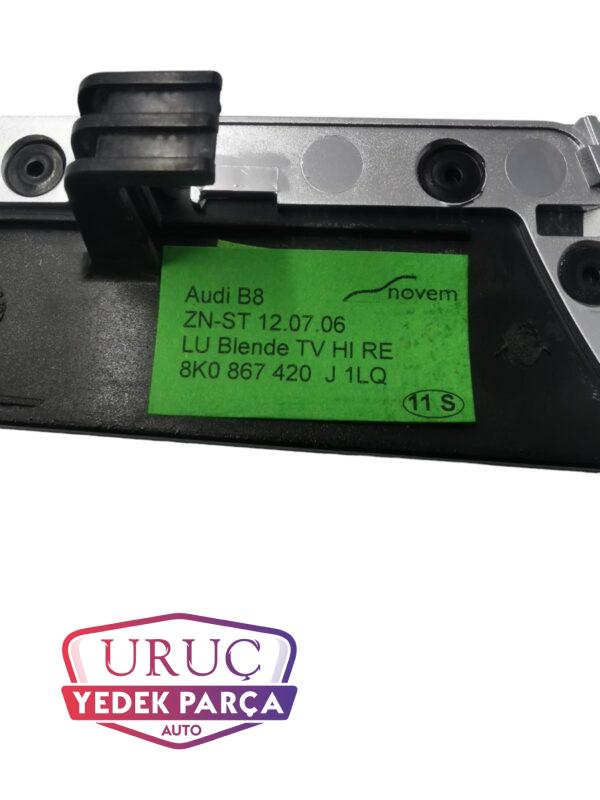 Audi B8
novem
ZN-ST 12.07.06
LU Blende TV HI RE
8K0 867 420 J 1LQ
11 S
URUÇ
YEDEK PARÇA
AUTO